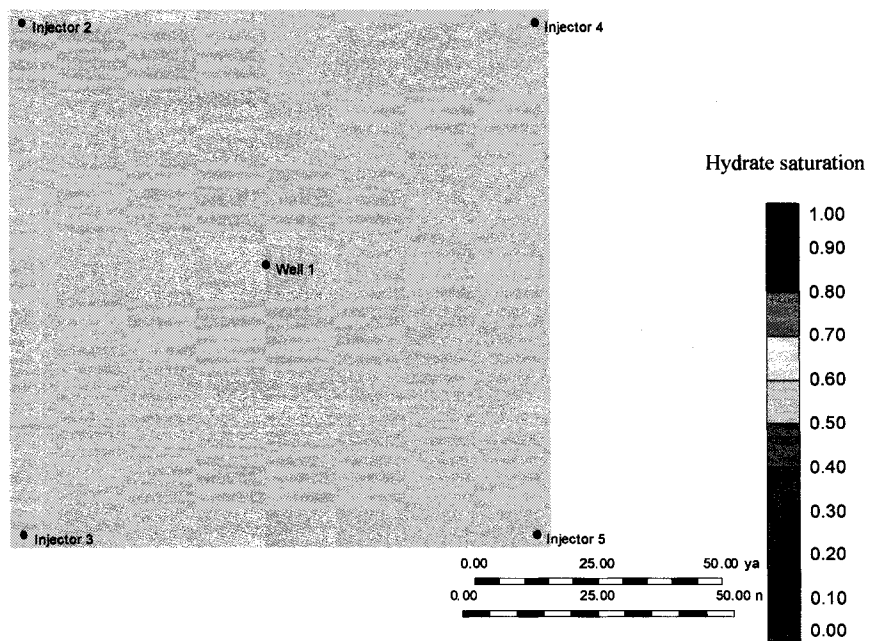 Injector 2
Injector 4
Hydrate saturation
1.00
0.90
0.80
0.70
0.60
0.50
0.40
0.30
0.20
0.10
0.00
Well 1
Injector 3
Injector 5
0.00 25.00 50.00 ya
0.00 25.00 50.00 n